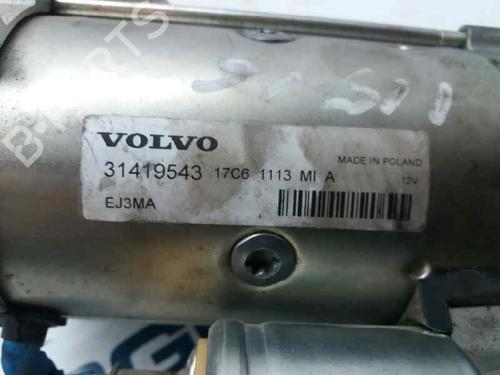 VOLVO
31419543 17C6 1113 MI A
MADE IN POLAND
12V
EJ3MA